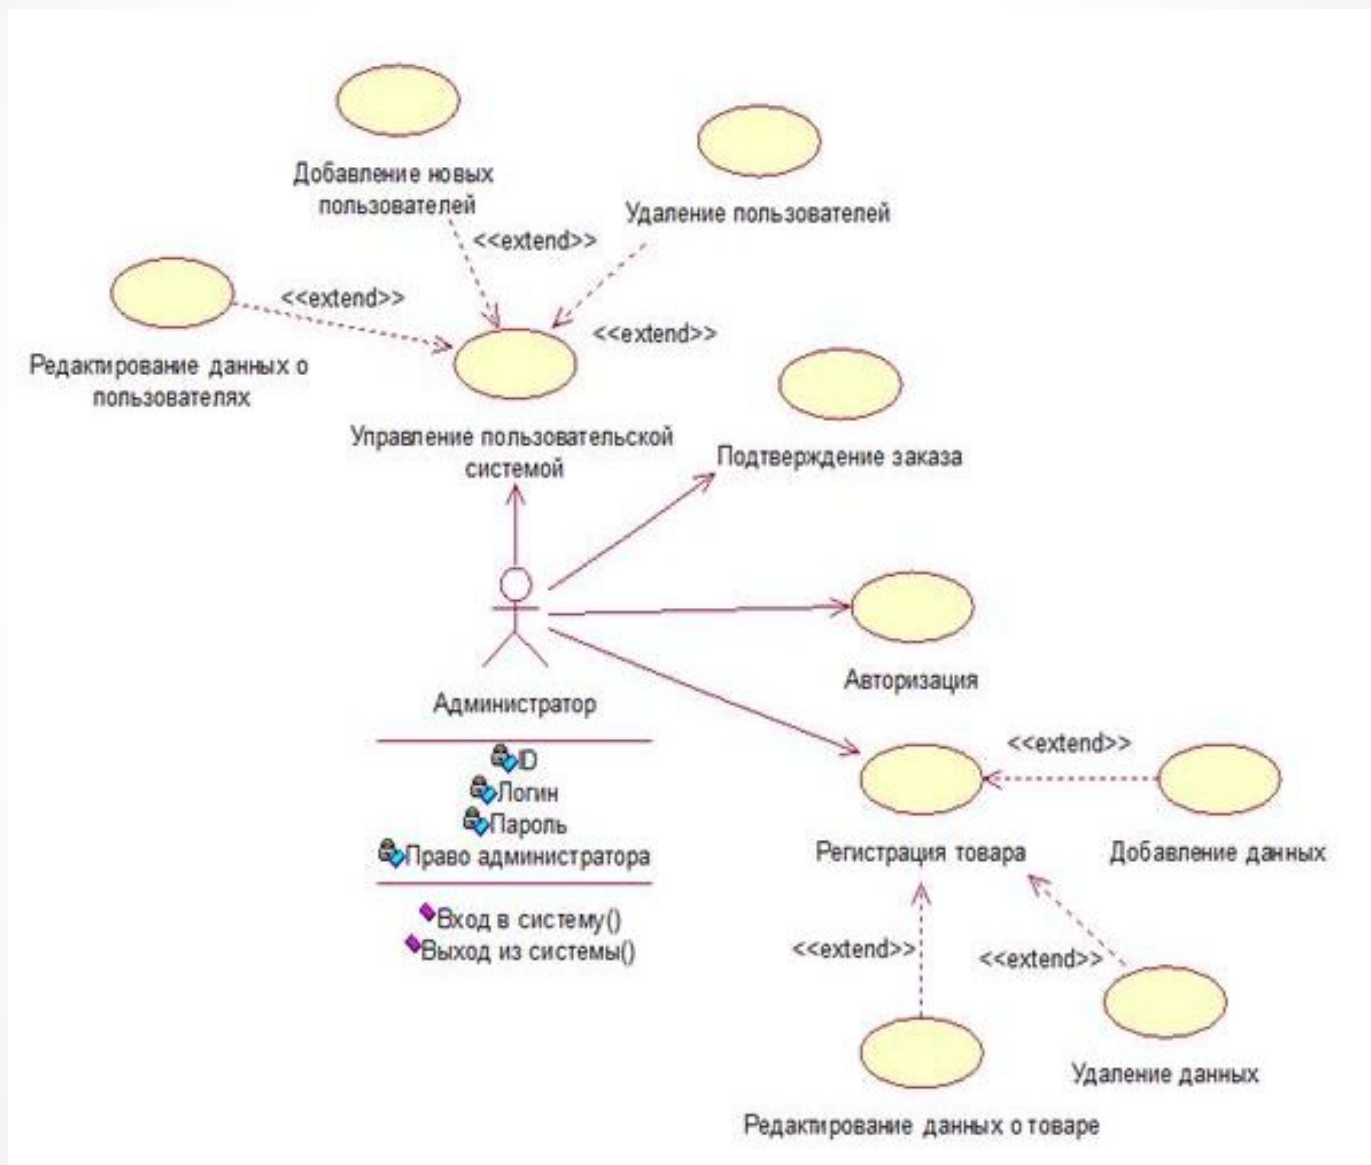 Добавление новых
пользователей
Удаление пользователей
<<extend>>
<<extend>>
<<extend>>
Редактирование данных о
пользователях
Управление пользовательской
системой
Подтверждение заказа
Авторизация
Администратор
ID
Логин
Пароль
Право администратора
Вход в систему()
Выход из системы()
<<extend>>
Регистрация товара
Добавление данных
<<extend>>
<<extend>>
Удаление данных
Редактирование данных о товаре